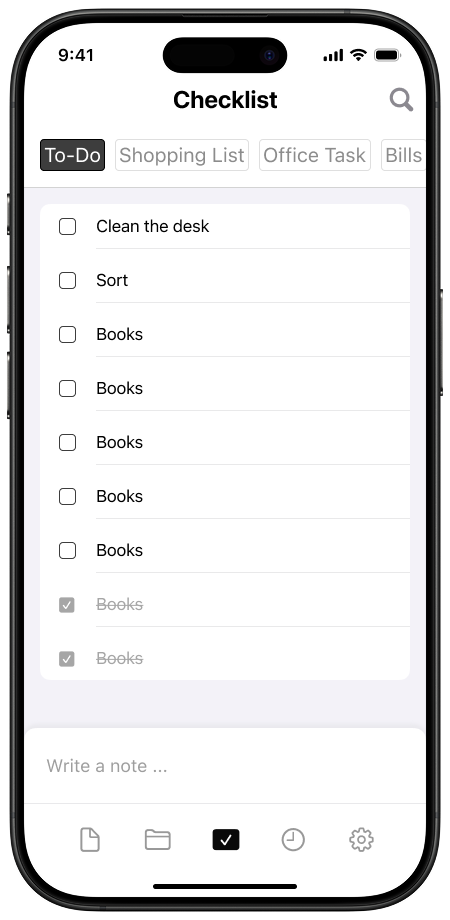 9:41
Checklist
To-Do Shopping List Office Task Bills
Clean the desk
Sort
Books
Books
Books
Books
Books
Books
Books
Write a note ...